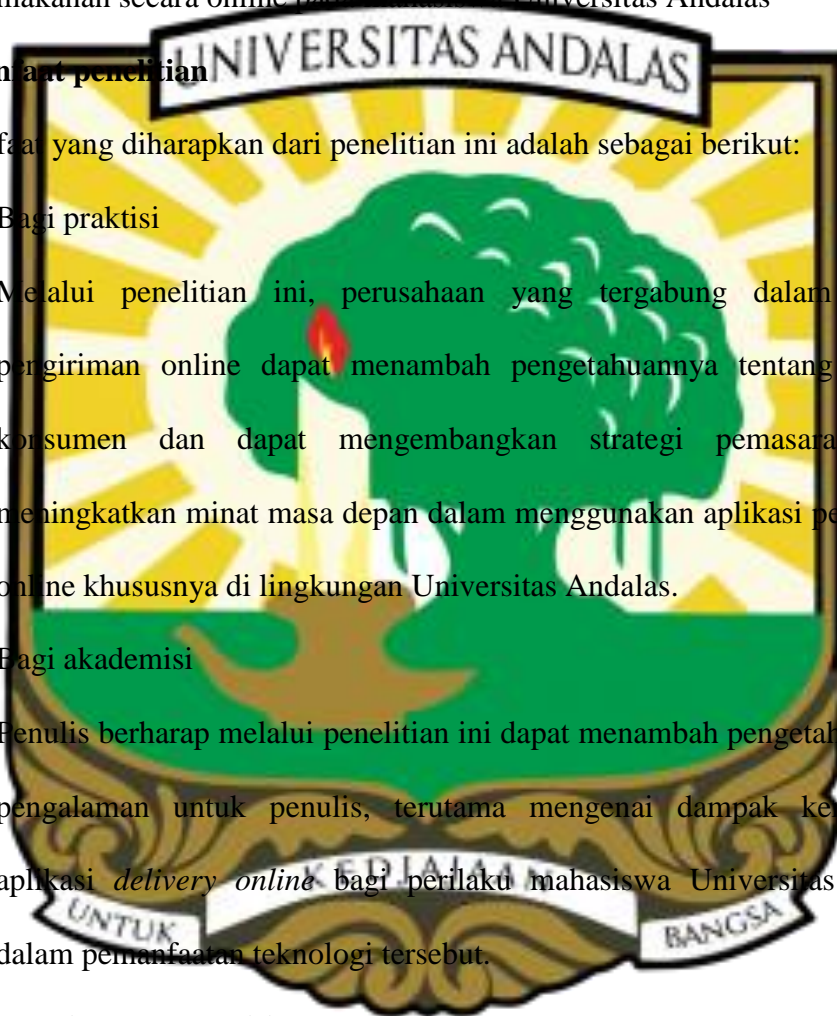 makanan secara online pada mahasiswa Universitas Andalas
UNIVERSITAS ANDALAS
nfaat penelitian
faat yang diharapkan dari penelitian ini adalah sebagai berikut:
Bagi praktisi
Melalui penelitian ini, perusahaan yang tergabung dalam
pengiriman online dapat menambah pengetahuannya tentang
konsumen dan dapat mengembangkan strategi pemasara
meningkatkan minat masa depan dalam menggunakan aplikasi pe
online khususnya di lingkungan Universitas Andalas.
Bagi akademisi
Penulis berharap melalui penelitian ini dapat menambah pengetah
pengalaman untuk penulis, terutama mengenai dampak ke
aplikasi delivery online bagi perilaku mahasiswa Universitas
KEDJAJAAN
UNTUK
BANGSA
dalam pemanfaatan teknologi tersebut.